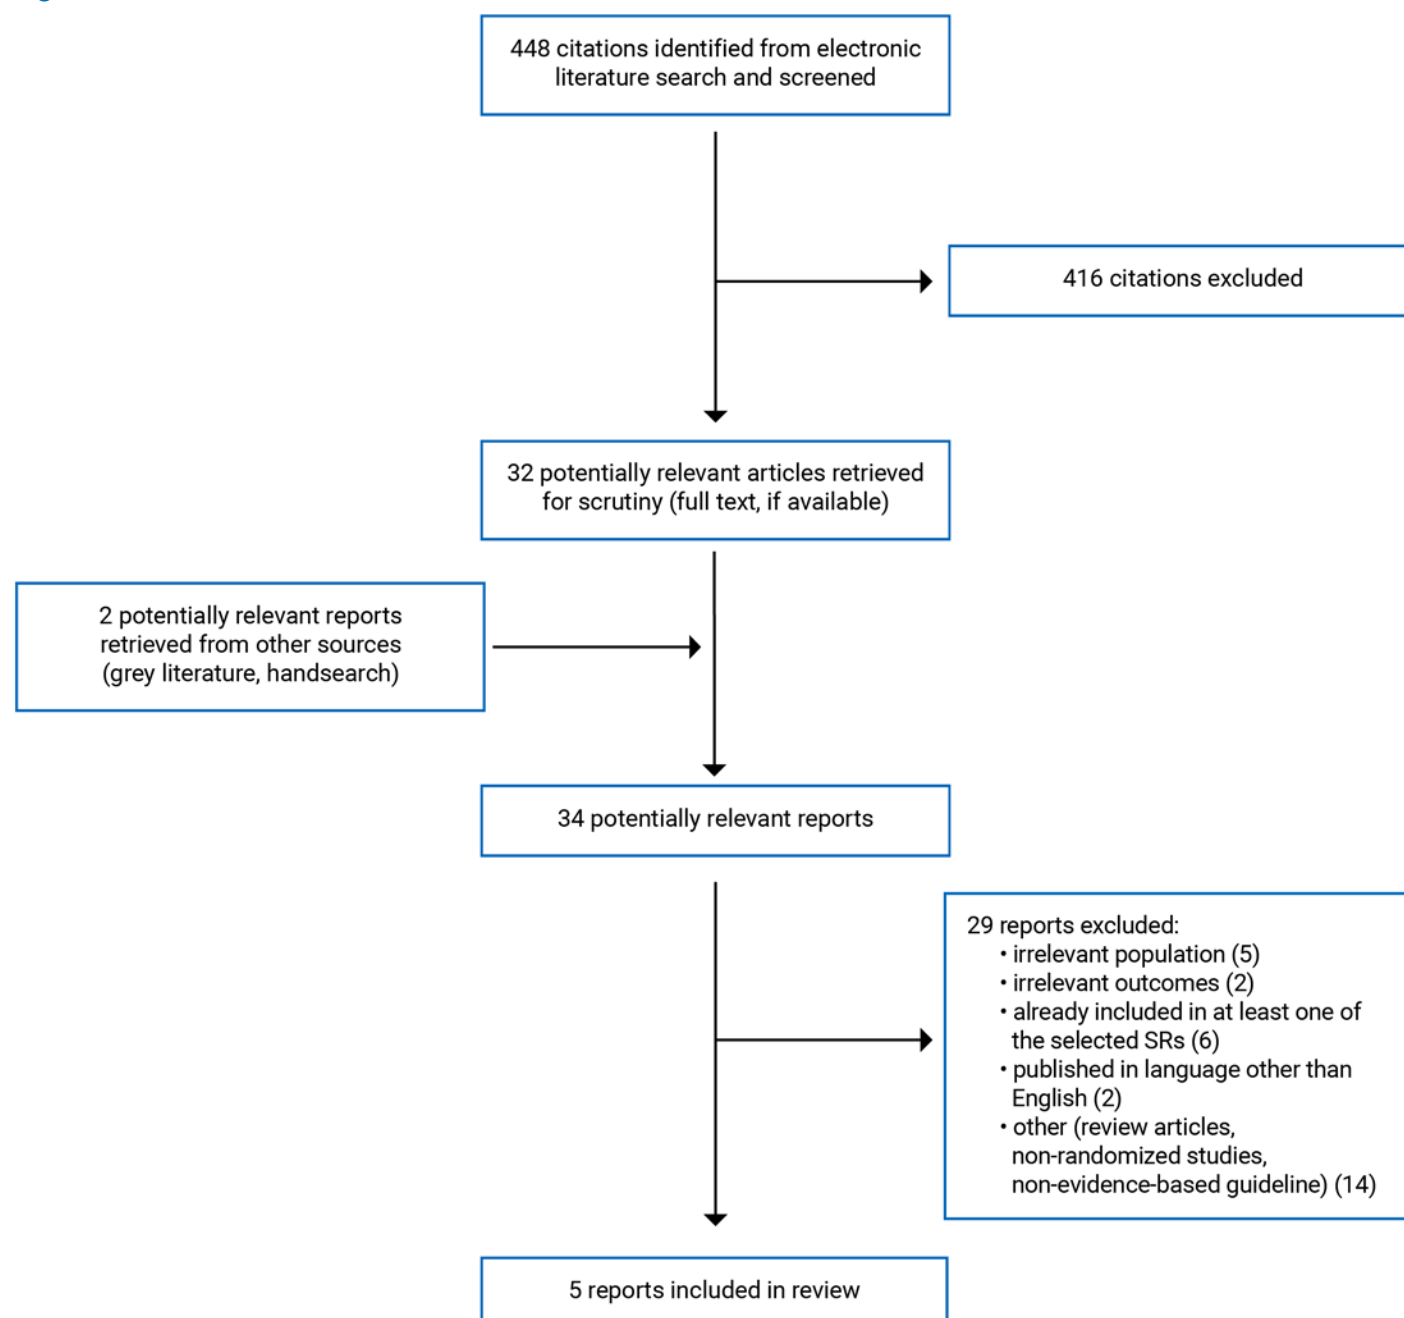 448 citations identified from electronic
literature search and screened
416 citations excluded
32 potentially relevant articles retrieved
for scrutiny (full text, if available)
2 potentially relevant reports
retrieved from other sources
(grey literature, handsearch)
34 potentially relevant reports
29 reports excluded:
• irrelevant population (5)
• irrelevant outcomes (2)
• already included in at least one of
the selected SRs (6)
• published in language other than
English (2)
• other (review articles,
non-randomized studies,
non-evidence-based guideline) (14)
5 reports included in review